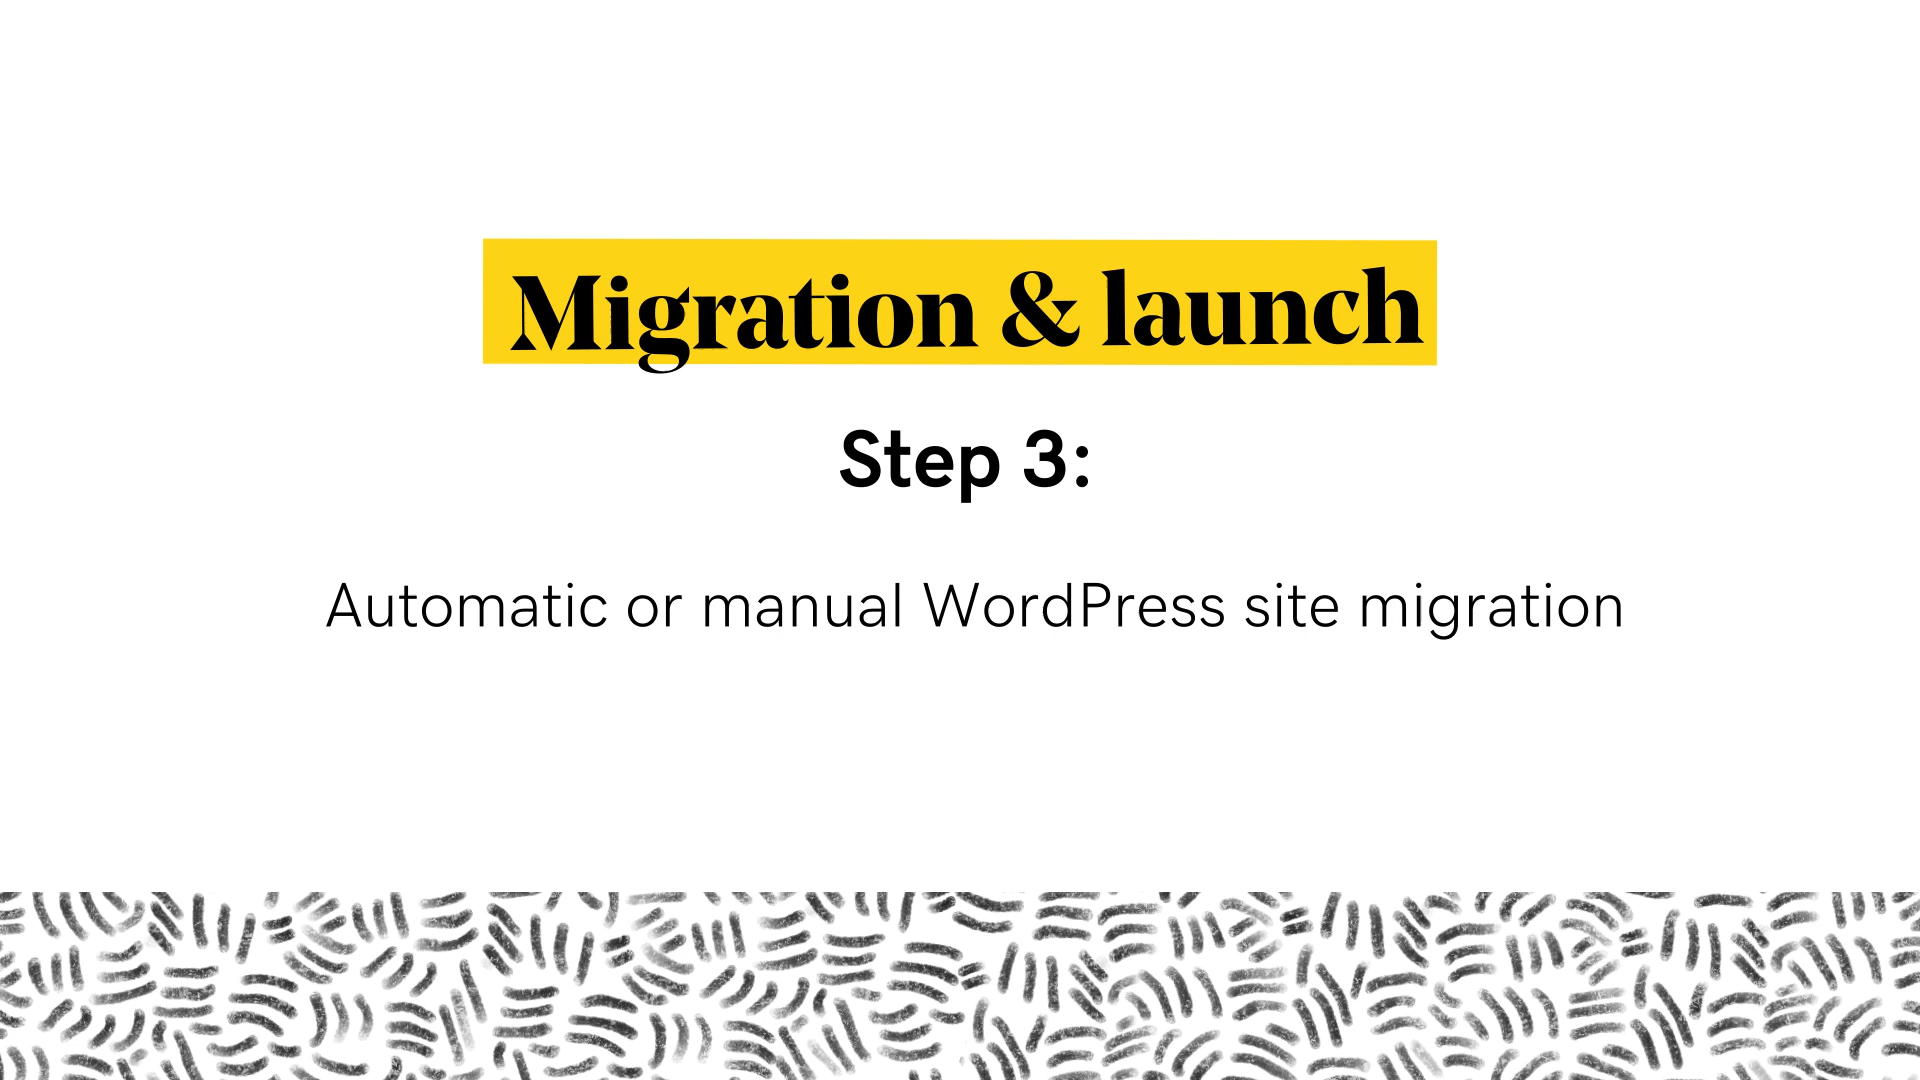 Migration & launch
Step 3:
Automatic or manual WordPress site migration